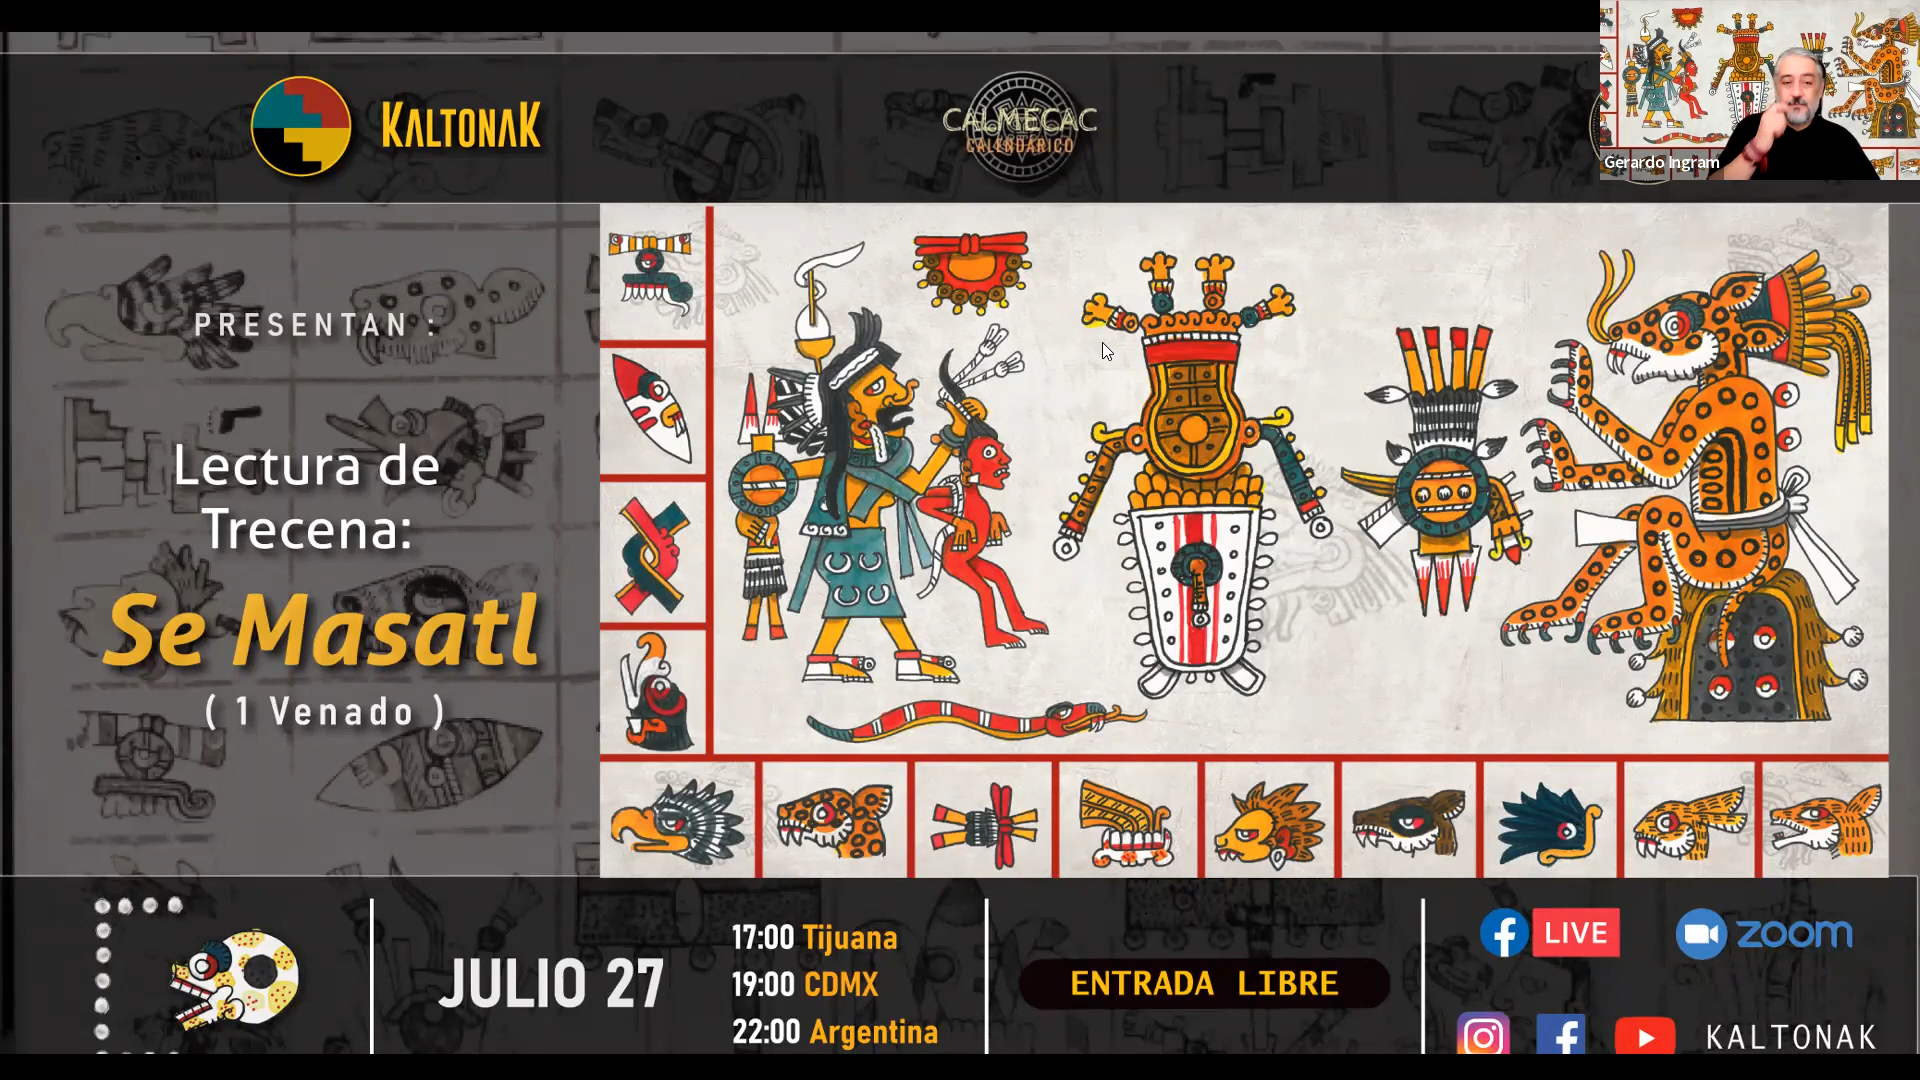 KALTONAK
CALMECAC
CALENDÁRICO
Gerardo Ingram
PRESENTAN :
Lectura de
Trecena:
Se Masatl
( 1 Venado )
JULIO 27
17:00 Tijuana
19:00 CDMX
22:00 Argentina
ENTRADA LIBRE
LIVE
zoom
KALTONAK